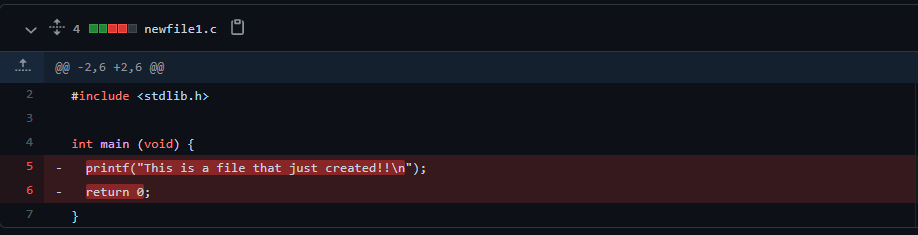 4 newfile1.c
@@ -2,6 +2,6 @@
2 #include <stdlib.h>
3
4 int main (void) {
5 - printf("This is a file that just created!!\n");
6 - return 0;
7 }